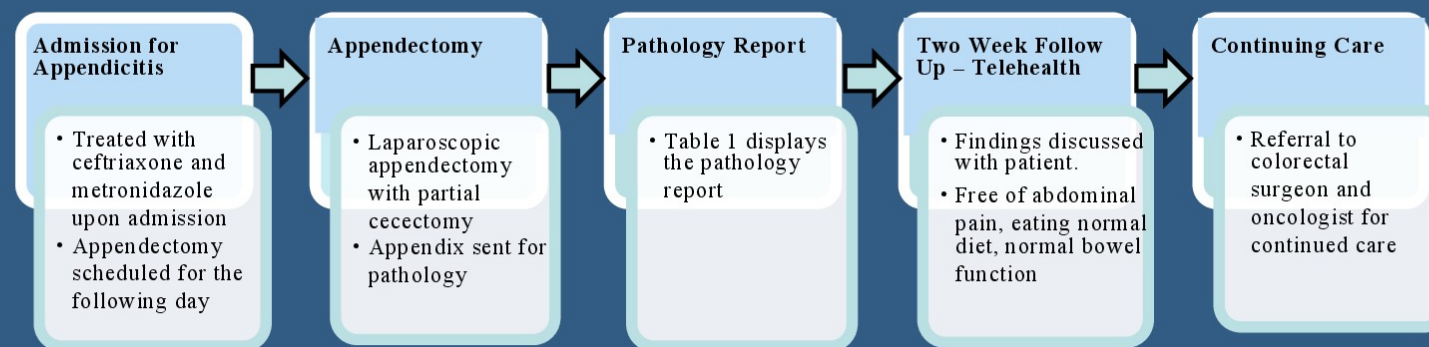 Admission for
Appendicitis
• Treated with
ceftriaxone and
metronidazole
upon admission
• Appendectomy
scheduled for the
following day
Appendectomy
• Laparoscopic
appendectomy
with partial
cecectomy
• Appendix sent for
pathology
Pathology Report
• Table 1 displays
the pathology
report
Two Week Follow
Up – Telehealth
• Findings discussed
with patient.
• Free of abdominal
pain, eating normal
diet, normal bowel
function
Continuing Care
• Referral to
colorectal
surgeon and
oncologist for
continued care